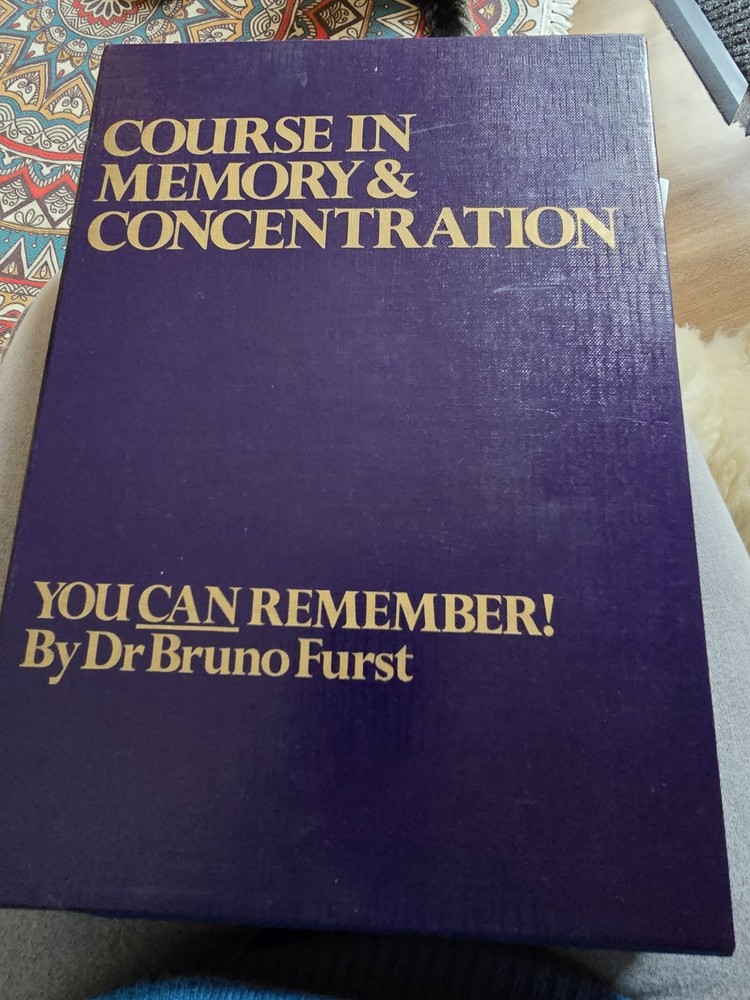 COURSE IN
MEMORY &
CONCENTRATION
YOU CAN REMEMBER!
By Dr Bruno Furst